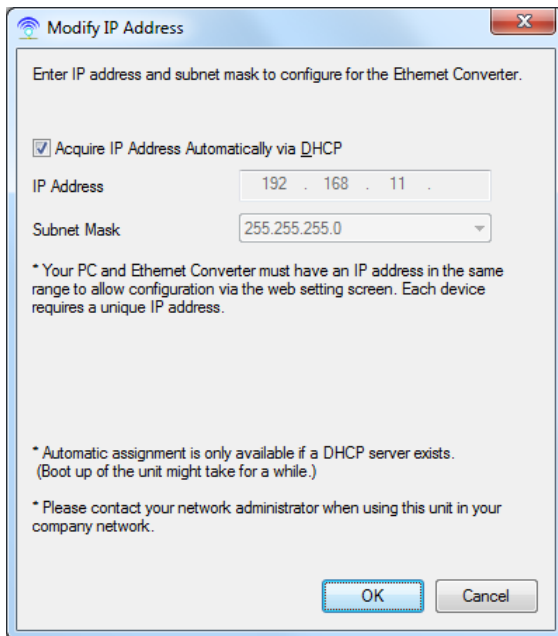 Modify IP Address
Enter IP address and subnet mask to configure for the Ethernet Converter.
Acquire IP Address Automatically via DHCP
IP Address 192 . 168 . 11 .
Subnet Mask 255.255.255.0
* Your PC and Ethernet Converter must have an IP address in the same
range to allow configuration via the web setting screen. Each device
requires a unique IP address.
* Automatic assignment is only available if a DHCP server exists.
(Boot up of the unit might take for a while.)
* Please contact your network administrator when using this unit in your
company network.
OK Cancel